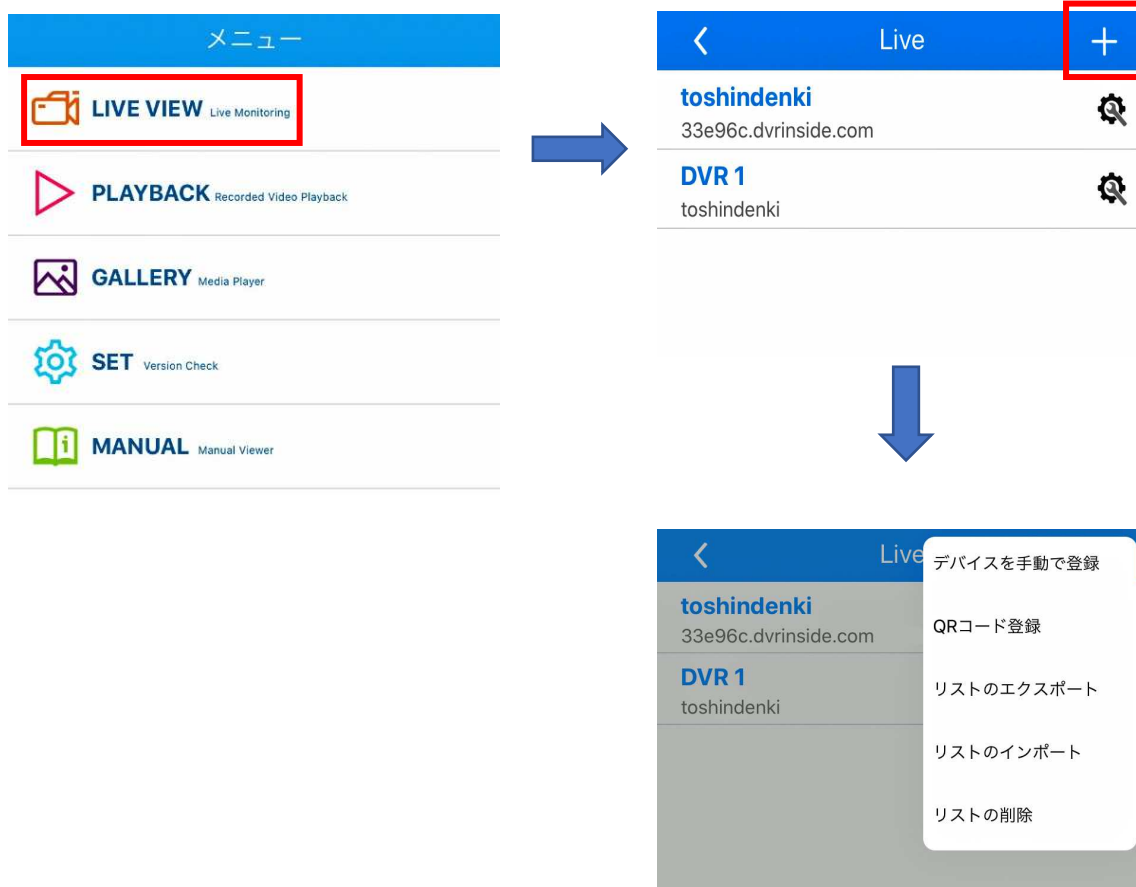 メニュー
LIVE VIEW Live Monitoring
PLAYBACK Recorded Video Playback
GALLERY Media Player
SET Version Check
MANUAL Manual Viewer
Live
toshindenki
33e96c.dvrinside.com
DVR 1
toshindenki
Live
toshindenki
33e96c.dvrinside.com
DVR 1
toshindenki
デバイスを手動で登録
QRコード登録
リストのエクスポート
リストのインポート
リストの削除